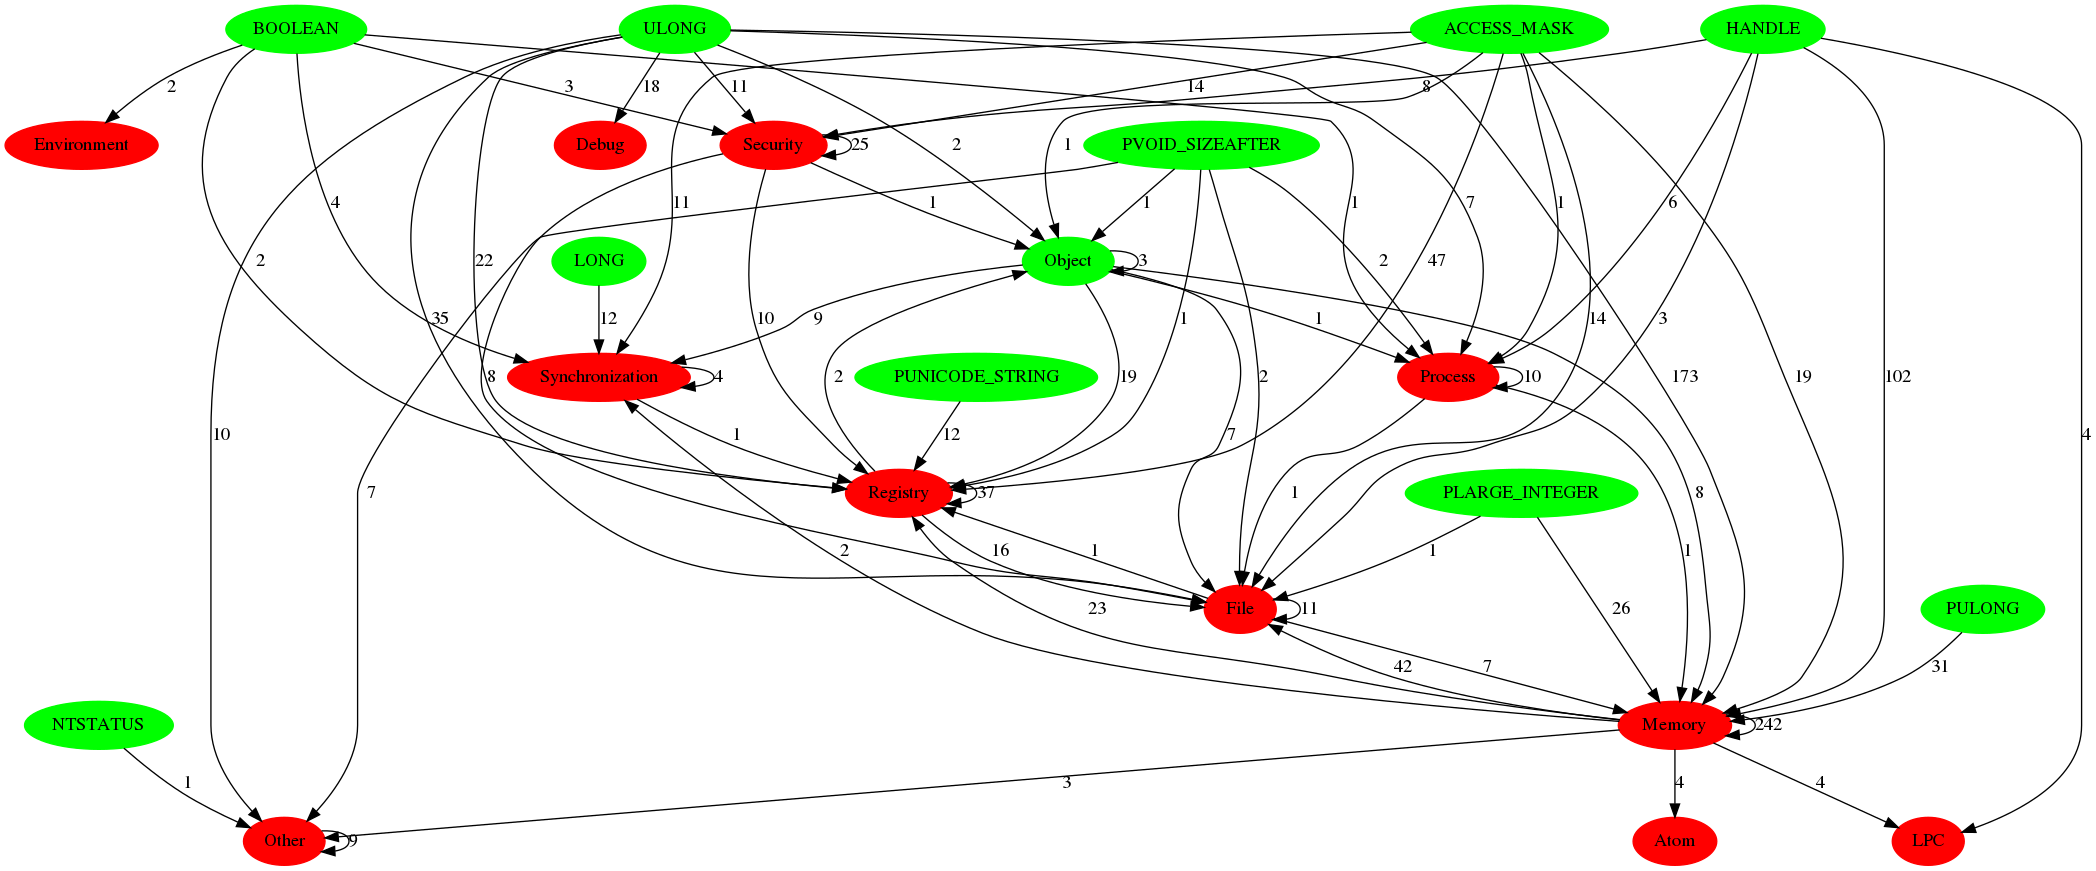 BOOLEAN ULONG ACCESS_MASK HANDLE
2 3 18 11 14 8
Environment Debug Security 25 PVOID_SIZEAFTER
2 1
4 11 1 1 1 7 1 6
2 22 LONG 9 Object 3 2 47 3
10 35 12 9 2 19 1 2 1 14 173 19 102 4
8 Synchronization 4 10 PUNICODE_STRING Process 10
7 1 12 7
Registry 37 1 PLARGE_INTEGER 8
16 1 1 1
23 File 11 26 PULONG
2 42 7 31
NTSTATUS Memory 242
1 3 4 4
Other 9 Atom LPC